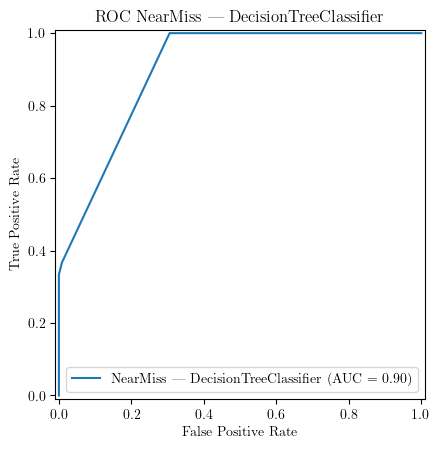 ROC NearMiss — DecisionTreeClassifier
1.0
0.8
0.6
0.4
0.2
0.0
True Positive Rate
NearMiss — DecisionTreeClassifier (AUC = 0.90)
0.0 0.2 0.4 0.6 0.8 1.0
False Positive Rate